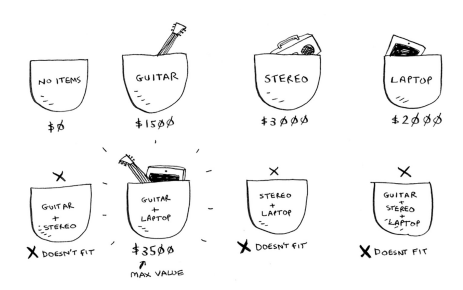 NO ITEMS
$0
GUITAR
$1500
STEREO
$3000
LAPTOP
$2000
GUITAR
+
STEREO
X DOESN'T FIT
GUITAR
+
LAPTOP
$3500
MAX VALUE
STEREO
+
LAPTOP
X DOESN'T FIT
GUITAR
+
STEREO
+
LAPTOP
X DOESNT FIT